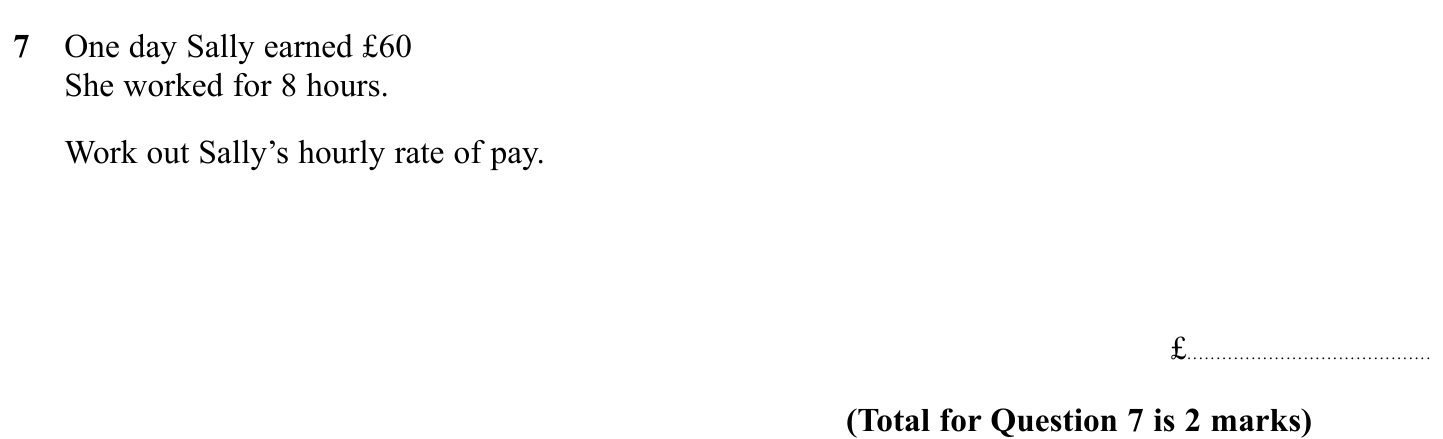 7 One day Sally earned £60
She worked for 8 hours.
Work out Sally’s hourly rate of pay.
£..........................................
(Total for Question 7 is 2 marks)